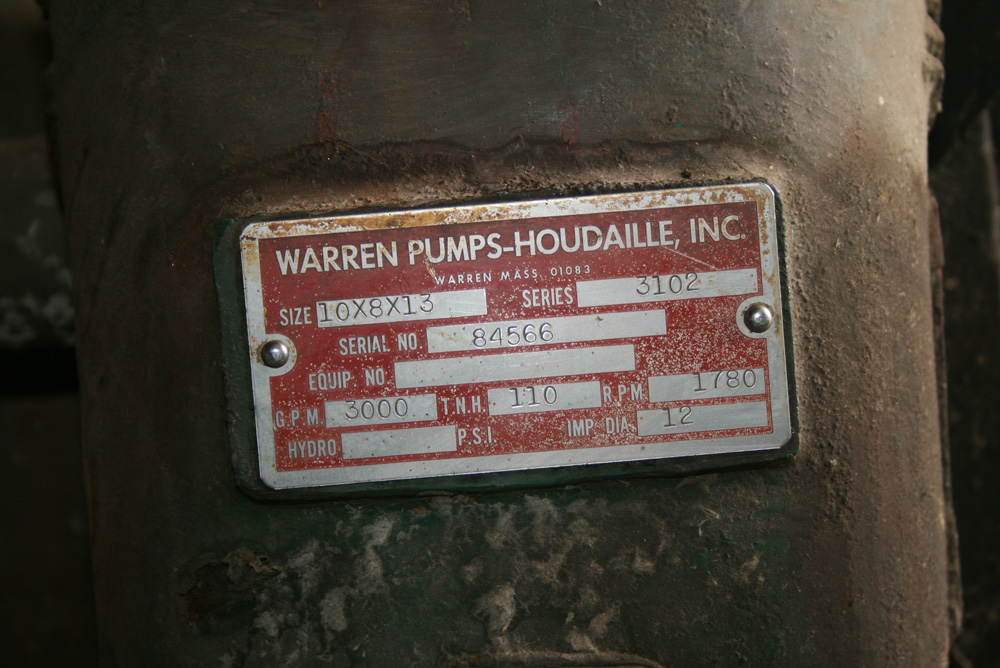 WARREN PUMPS-HOUDAILLE, INC.
WARREN MASS. 01083
SIZE 10X8X13 SERIES 3102
SERIAL NO. 84566
EQUIP. NO.
G.P.M. 3000 T.N.H. 110 R.P.M. 1780
HYDRO P.S.I. IMP. DIA. 12